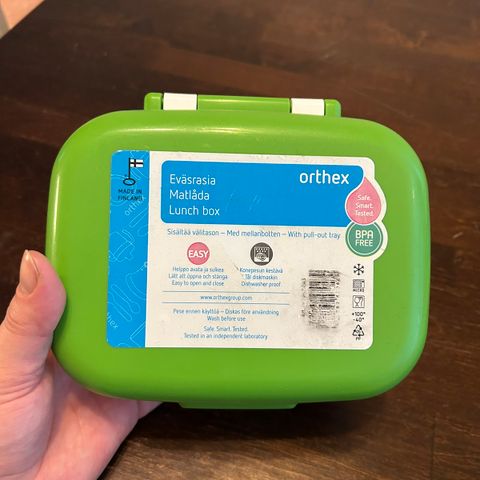 orthex
Eväsrasia
Matlåda
Lunch box
MADE IN
FINLAND
Safe.
Smart.
Tested.
BPA
FREE
Sisältää välitason – Med mellanbotten – With pull-out tray
EASY
Helppo avata ja sulkea
Lätt att öppna och stänga
Easy to open and close
Konepesun kestävä
Tål diskmaskin
Dishwasher proof
www.orthexgroup.com
Pese ennen käyttöä – Diskas före användning
Wash before use
Safe. Smart. Tested.
Tested in an independent laboratory
MICRO
+100°
-40°
PP
ORTHEX